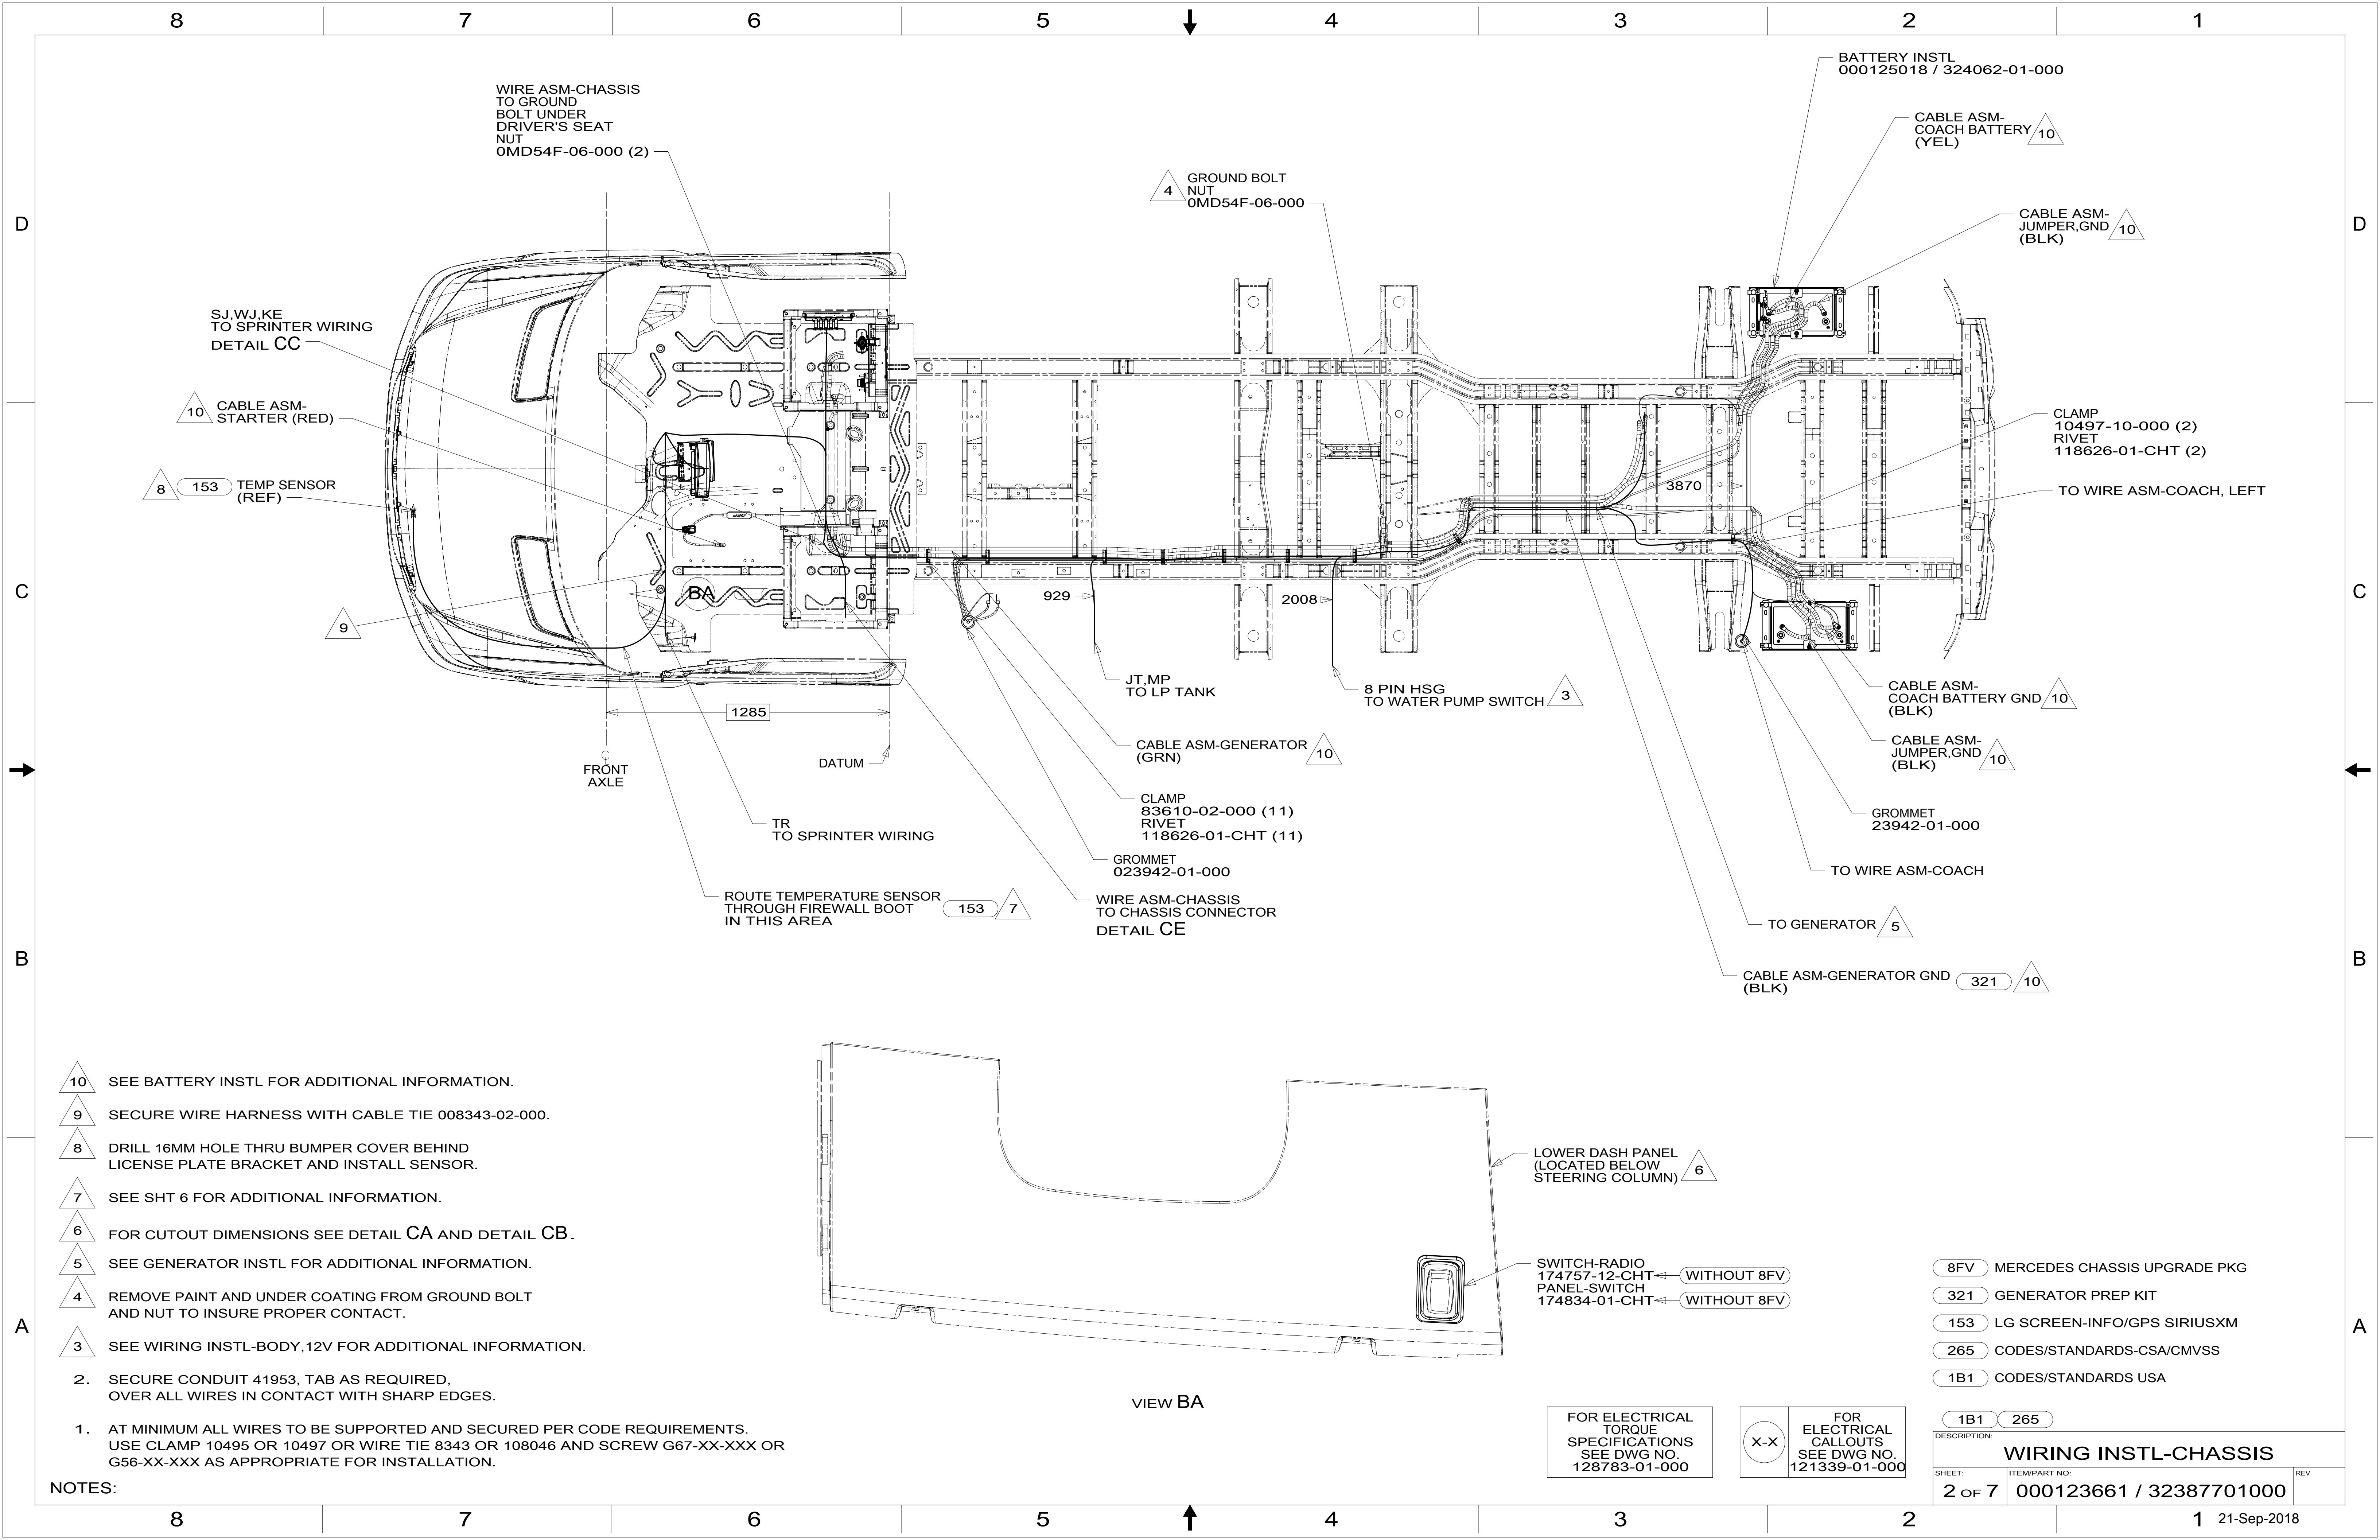 8 7 6 5 4 3 2 1
D
D
C
C
B
B
A
A
BATTERY INSTL
000125018 / 324062-01-000
WIRE ASM-CHASSIS
TO GROUND
BOLT UNDER
DRIVER'S SEAT
NUT
0MD54F-06-000 (2)
CABLE ASM-
COACH BATTERY
(YEL)
10
4
GROUND BOLT
NUT
0MD54F-06-000
CABLE ASM-
JUMPER,GND
(BLK)
10
SJ,WJ,KE
TO SPRINTER WIRING
DETAIL CC
10
CABLE ASM-
STARTER (RED)
CLAMP
10497-10-000 (2)
RIVET
118626-01-CHT (2)
8
153
TEMP SENSOR
(REF)
3870
TO WIRE ASM-COACH, LEFT
BA
929
2008
9
JT,MP
TO LP TANK
8 PIN HSG
TO WATER PUMP SWITCH
3
CABLE ASM-
COACH BATTERY GND
(BLK)
10
1285
CABLE ASM-GENERATOR
(GRN)
10
CABLE ASM-
JUMPER,GND
(BLK)
10
FRONT
AXLE
DATUM
CLAMP
83610-02-000 (11)
RIVET
118626-01-CHT (11)
GROMMET
23942-01-000
TR
TO SPRINTER WIRING
GROMMET
023942-01-000
TO WIRE ASM-COACH
ROUTE TEMPERATURE SENSOR
THROUGH FIREWALL BOOT
IN THIS AREA
153
7
WIRE ASM-CHASSIS
TO CHASSIS CONNECTOR
DETAIL CE
TO GENERATOR
5
CABLE ASM-GENERATOR GND
(BLK)
321
10
10 SEE BATTERY INSTL FOR ADDITIONAL INFORMATION.
9 SECURE WIRE HARNESS WITH CABLE TIE 008343-02-000.
8 DRILL 16MM HOLE THRU BUMPER COVER BEHIND
LICENSE PLATE BRACKET AND INSTALL SENSOR.
7 SEE SHT 6 FOR ADDITIONAL INFORMATION.
6 FOR CUTOUT DIMENSIONS SEE DETAIL CA AND DETAIL CB.
5 SEE GENERATOR INSTL FOR ADDITIONAL INFORMATION.
4 REMOVE PAINT AND UNDER COATING FROM GROUND BOLT
AND NUT TO INSURE PROPER CONTACT.
3 SEE WIRING INSTL-BODY,12V FOR ADDITIONAL INFORMATION.
2. SECURE CONDUIT 41953, TAB AS REQUIRED,
OVER ALL WIRES IN CONTACT WITH SHARP EDGES.
1. AT MINIMUM ALL WIRES TO BE SUPPORTED AND SECURED PER CODE REQUIREMENTS.
USE CLAMP 10495 OR 10497 OR WIRE TIE 8343 OR 108046 AND SCREW G67-XX-XXX OR
G56-XX-XXX AS APPROPRIATE FOR INSTALLATION.
NOTES:
LOWER DASH PANEL
(LOCATED BELOW
STEERING COLUMN)
6
SWITCH-RADIO
174757-12-CHT WITHOUT 8FV
PANEL-SWITCH
174834-01-CHT WITHOUT 8FV
VIEW BA
8FV MERCEDES CHASSIS UPGRADE PKG
321 GENERATOR PREP KIT
153 LG SCREEN-INFO/GPS SIRIUSXM
265 CODES/STANDARDS-CSA/CMVSS
1B1 CODES/STANDARDS USA
1B1 265
FOR ELECTRICAL
TORQUE
SPECIFICATIONS
SEE DWG NO.
128783-01-000
X-X
FOR
ELECTRICAL
CALLOUTS
SEE DWG NO.
121339-01-000
DESCRIPTION:
WIRING INSTL-CHASSIS
SHEET:
2 OF 7
ITEM/PART NO:
000123661 / 32387701000
REV
8 7 6 5 4 3 2 1
21-Sep-2018